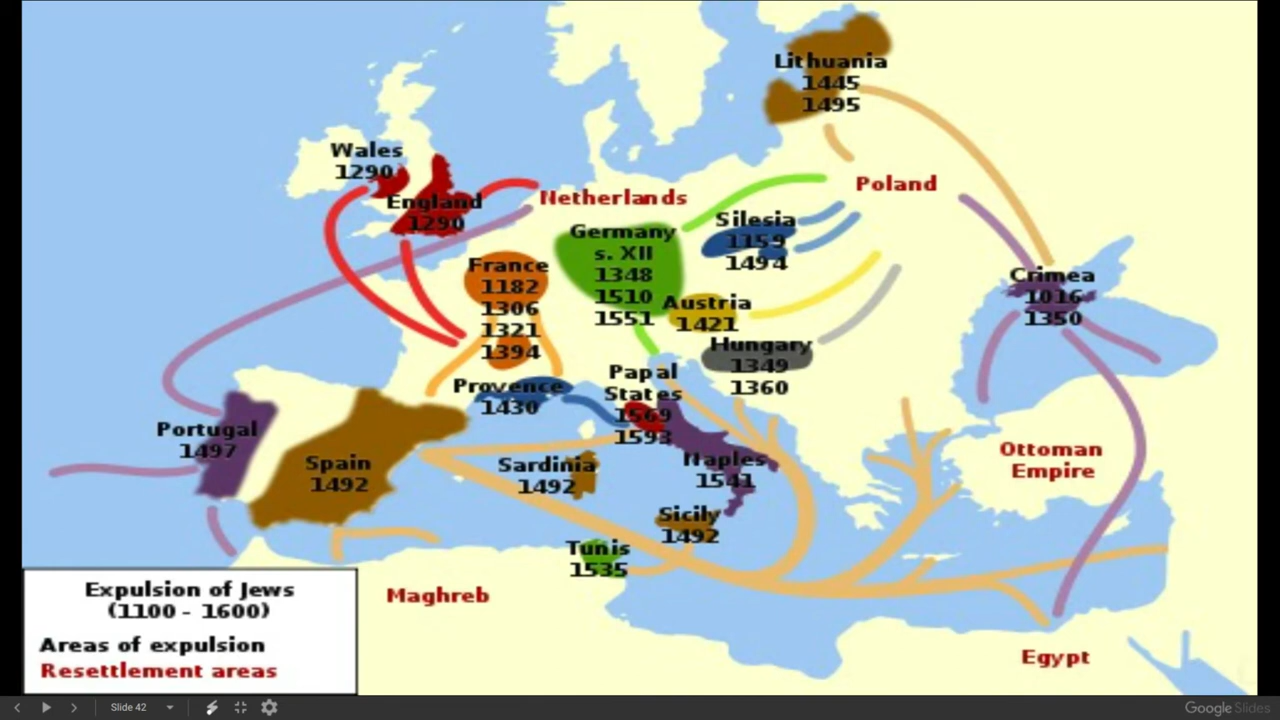 Lithuania
1445
1495
Wales
1290
England
1290
Netherlands
Poland
Germany
s. XII
1348
1510
1551
Silesia
1159
1494
France
1182
1306
1321
1394
Austria
1421
Crimea
1016
1350
Hungary
1349
1360
Provence
1430
Papal
States
1569
1593
Portugal
1497
Spain
1492
Sardinia
1492
Naples
1541
Ottoman
Empire
Sicily
1492
Tunis
1535
Maghreb
Egypt
Expulsion of Jews
(1100 - 1600)
Areas of expulsion
Resettlement areas
Slide 42
Google Slides